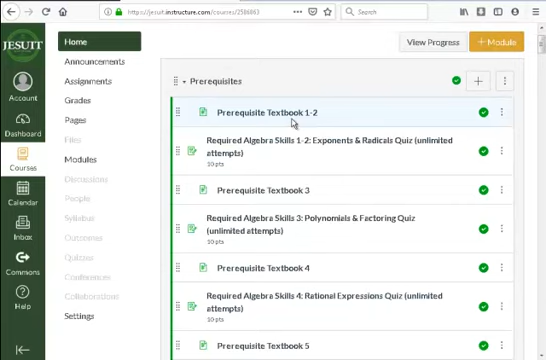 https://jesuit.instructure.com/courses/2586863
Search
JESUIT
Account
Dashboard
Courses
Calendar
Inbox
Commons
Help
Home
Announcements
Assignments
Grades
Pages
Files
Modules
Discussions
People
Syllabus
Outcomes
Quizzes
Conferences
Collaborations
Settings
View Progress
+ Module
Prerequisites
Prerequisite Textbook 1-2
Required Algebra Skills 1-2: Exponents & Radicals Quiz (unlimited
attempts)
10 pts
Prerequisite Textbook 3
Required Algebra Skills 3: Polynomials & Factoring Quiz
(unlimited attempts)
10 pts
Prerequisite Textbook 4
Required Algebra Skills 4: Rational Expressions Quiz (unlimited
attempts)
10 pts
Prerequisite Textbook 5